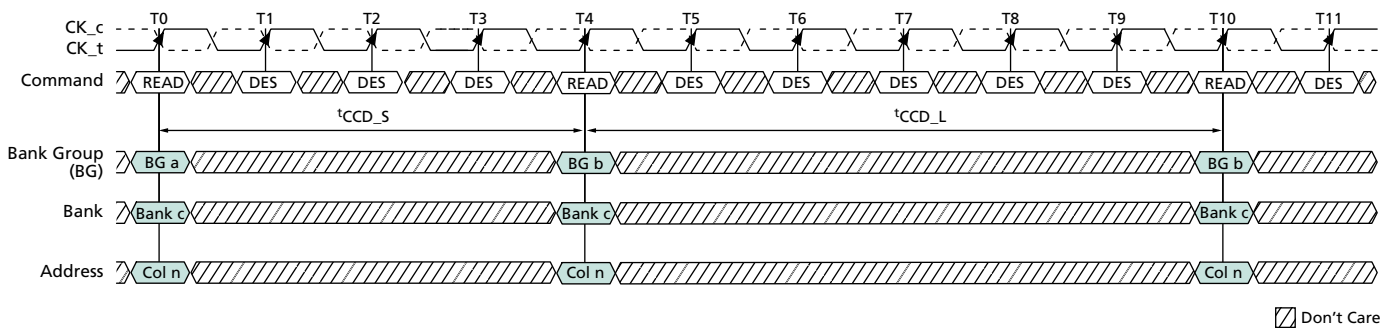 T0 T1 T2 T3 T4 T5 T6 T7 T8 T9 T10 T11
CK_c
CK_t
Command READ DES DES DES READ DES DES DES DES DES READ DES
tCCD_S tCCD_L
Bank Group
(BG)
BG a BG b BG b
Bank Bank c Bank c Bank c
Address Col n Col n Col n
Don't Care